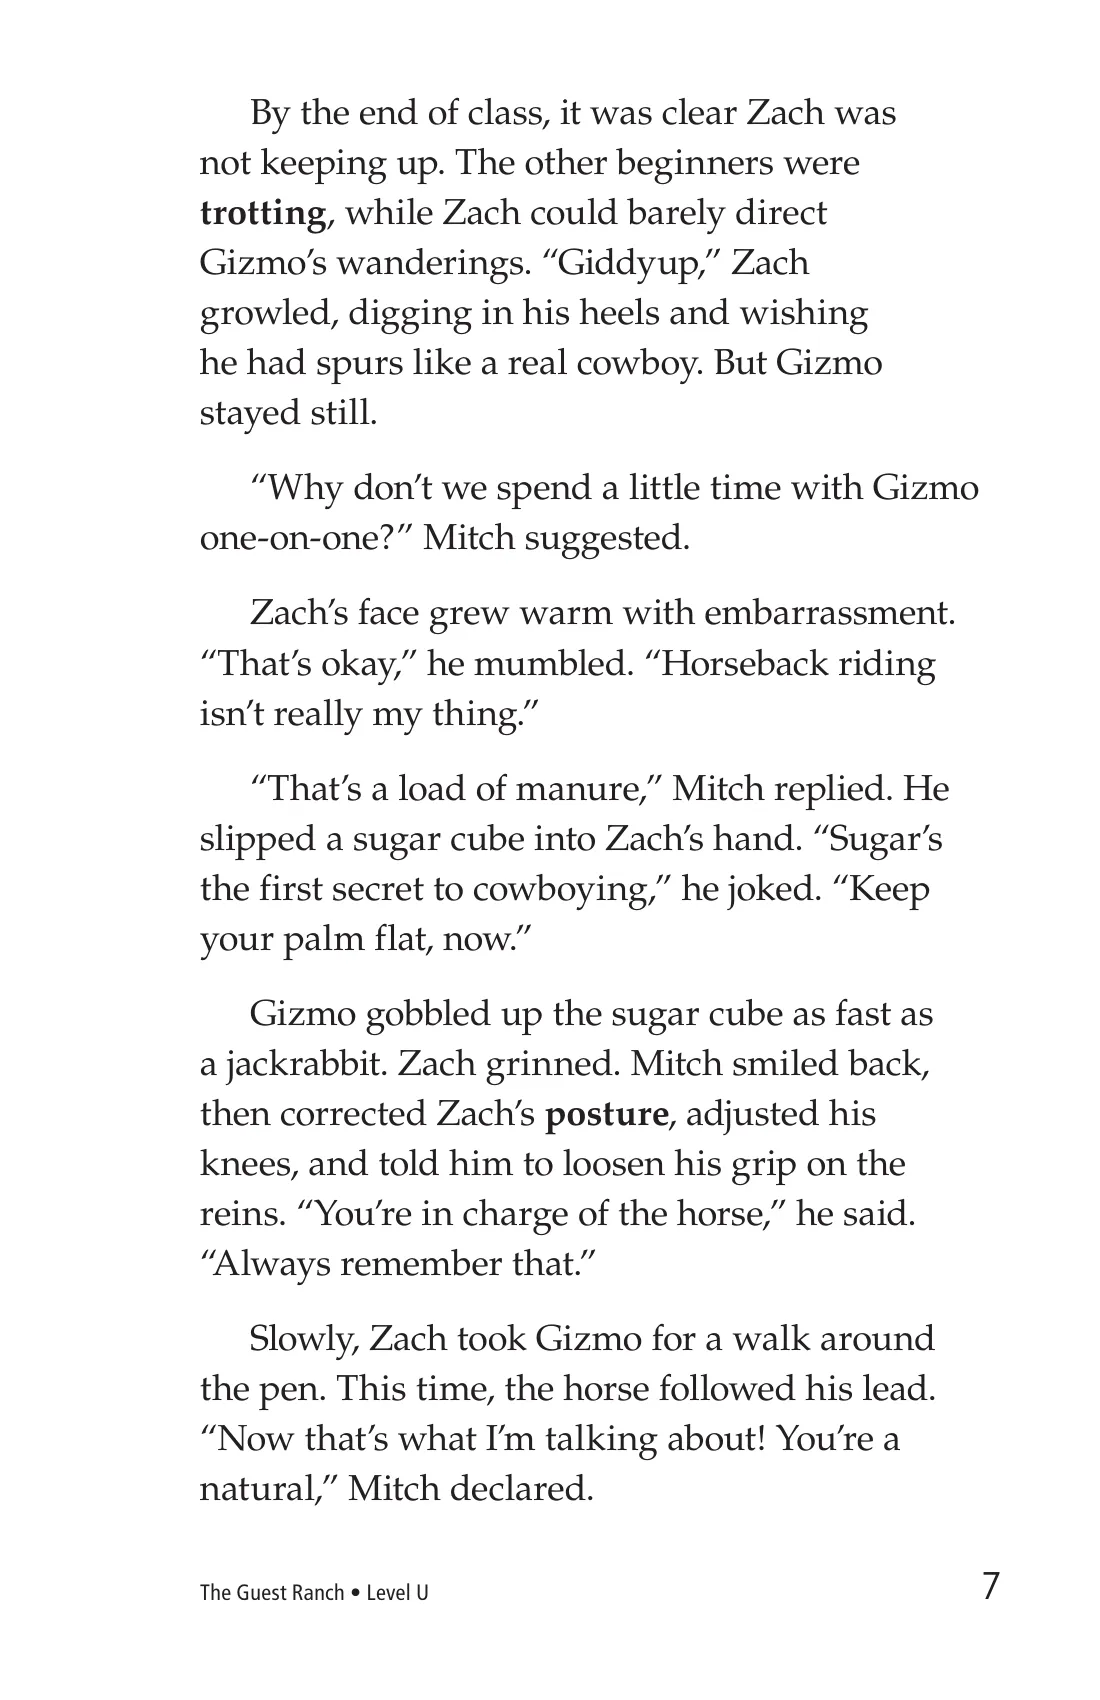 By the end of class, it was clear Zach was
not keeping up. The other beginners were
trotting, while Zach could barely direct
Gizmo’s wanderings. “Giddyup,” Zach
growled, digging in his heels and wishing
he had spurs like a real cowboy. But Gizmo
stayed still.
“Why don’t we spend a little time with Gizmo
one-on-one?” Mitch suggested.
Zach’s face grew warm with embarrassment.
“That’s okay,” he mumbled. “Horseback riding
isn’t really my thing.”
“That’s a load of manure,” Mitch replied. He
slipped a sugar cube into Zach’s hand. “Sugar’s
the first secret to cowboying,” he joked. “Keep
your palm flat, now.”
Gizmo gobbled up the sugar cube as fast as
a jackrabbit. Zach grinned. Mitch smiled back,
then corrected Zach’s posture, adjusted his
knees, and told him to loosen his grip on the
reins. “You’re in charge of the horse,” he said.
“Always remember that.”
Slowly, Zach took Gizmo for a walk around
the pen. This time, the horse followed his lead.
“Now that’s what I’m talking about! You’re a
natural,” Mitch declared.
The Guest Ranch • Level U
7